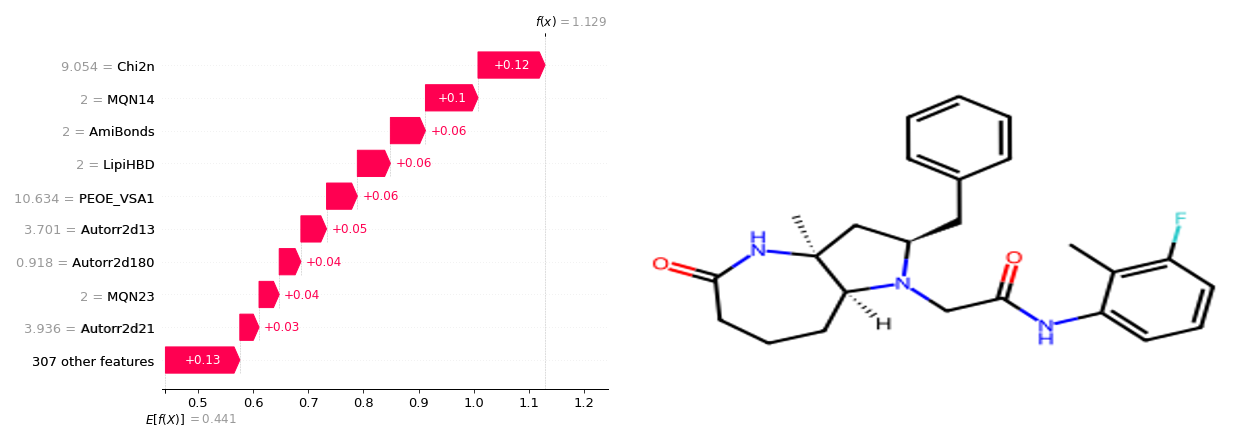 f(x) = 1.129
9.054 = Chi2n +0.12
2 = MQN14 +0.1
2 = AmiBonds +0.06
2 = LipiHBD +0.06
10.634 = PEOE_VSA1 +0.06
3.701 = Autorr2d13 +0.05
0.918 = Autorr2d180 +0.04
2 = MQN23 +0.04
3.936 = Autorr2d21 +0.03
307 other features +0.13
0.5 0.6 0.7 0.8 0.9 1.0 1.1 1.2
E[f(X)] = 0.441
F
H
N
O
O
N
H
N
H